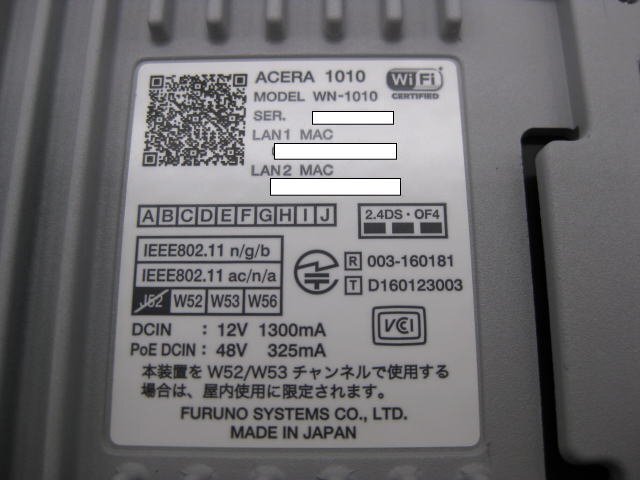 ACERA 1010
Wi Fi
CERTIFIED
MODEL WN-1010
SER.
LAN1 MAC
LAN2 MAC
A B C D E F G H I J
2.4DS・OF4
IEEE802.11 n/g/b
IEEE802.11 ac/n/a
J52 W52 W53 W56
R 003-160181
T D160123003
DCIN : 12V 1300mA
PoE DCIN : 48V 325mA
VCCI
本装置を W52/W53 チャンネルで使用する
場合は、屋内使用に限定されます。
FURUNO SYSTEMS CO., LTD.
MADE IN JAPAN